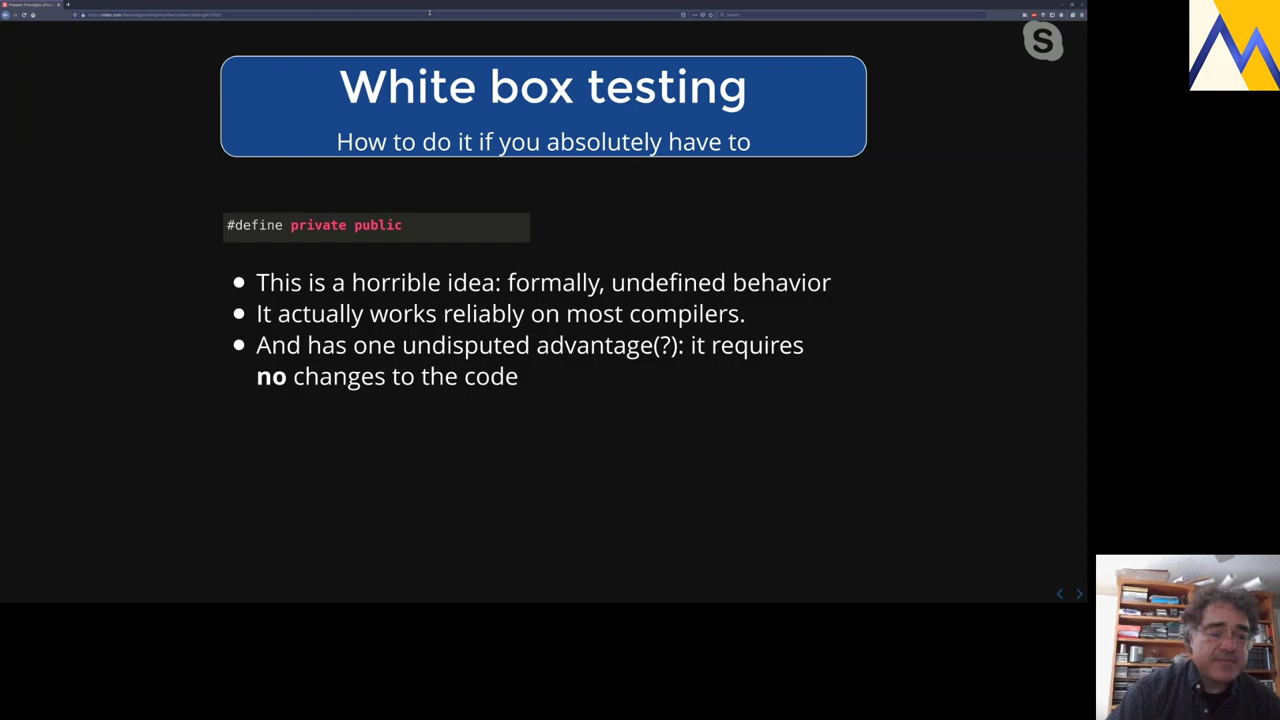 S
White box testing
How to do it if you absolutely have to
#define private public
This is a horrible idea: formally, undefined behavior
It actually works reliably on most compilers.
And has one undisputed advantage(?): it requires
no changes to the code